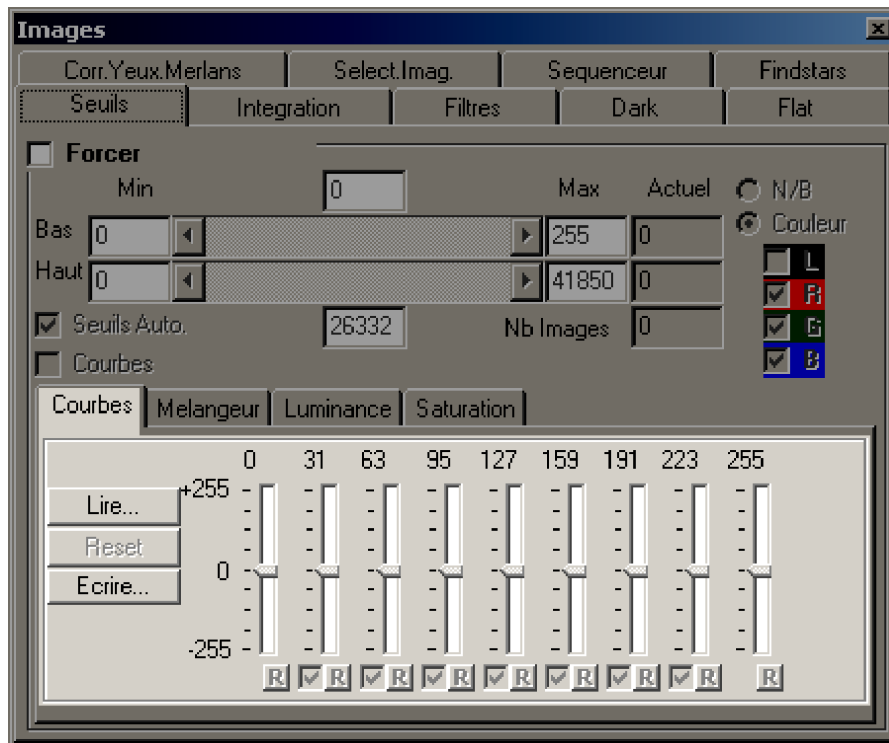 Images
Corr.Yeux.Merlans Select.Imag. Sequenceur Findstars
Seuils Integration Filtres Dark Flat
Forcer
Min 0 Max Actuel N/B
Bas 0 255 0 Couleur
Haut 0 41850 0 L
R
Seuils Auto. 26332 Nb Images 0 G
Courbes B
Courbes Melangeur Luminance Saturation
0 31 63 95 127 159 191 223 255
+255
Lire...
Reset
0
Ecrire...
-255
R R R R R R R R R